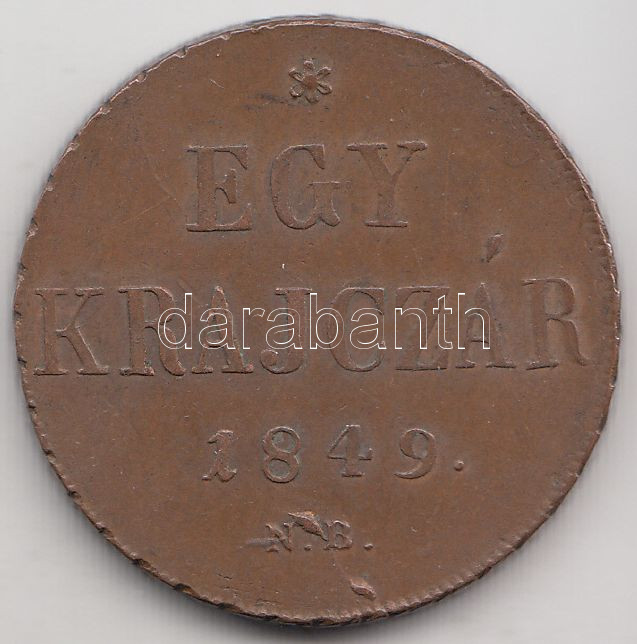 EGY
KRAJCZÁR
darabanth
1849.
N.B.